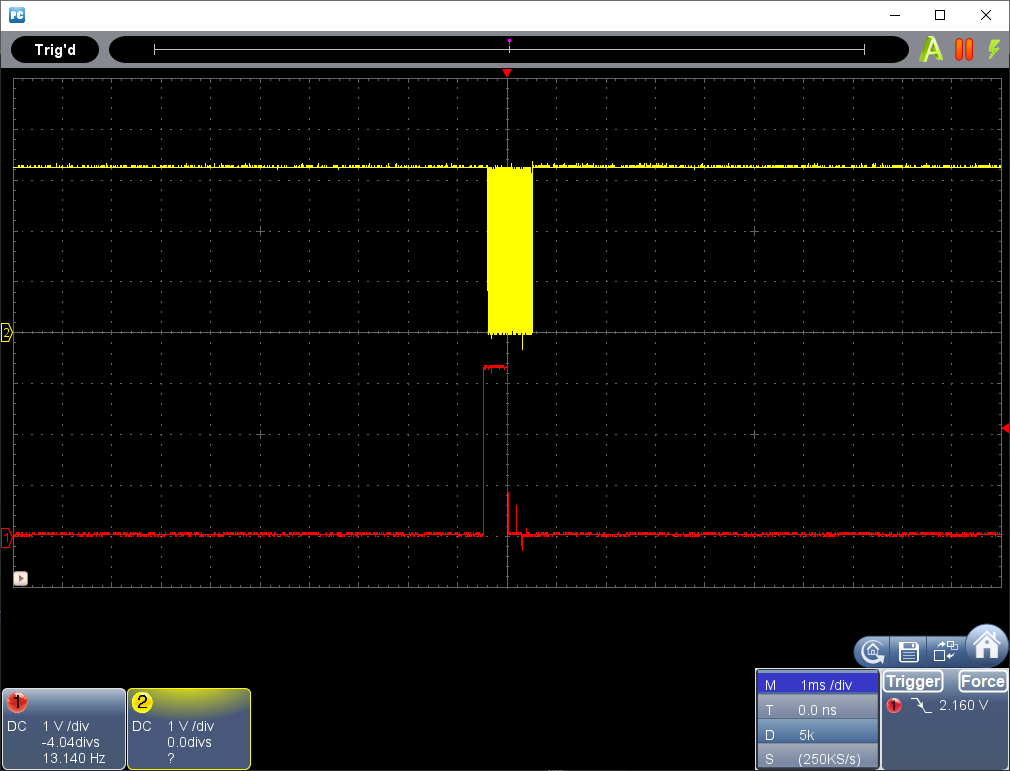 PC
Trig'd
A
2
1
1
DC 1 V /div
-4.04divs
13.140 Hz
2
DC 1 V /div
0.0divs
?
M 1ms /div
T 0.0 ns
D 5k
S (250KS/s)
Trigger Force
1 2.160 V